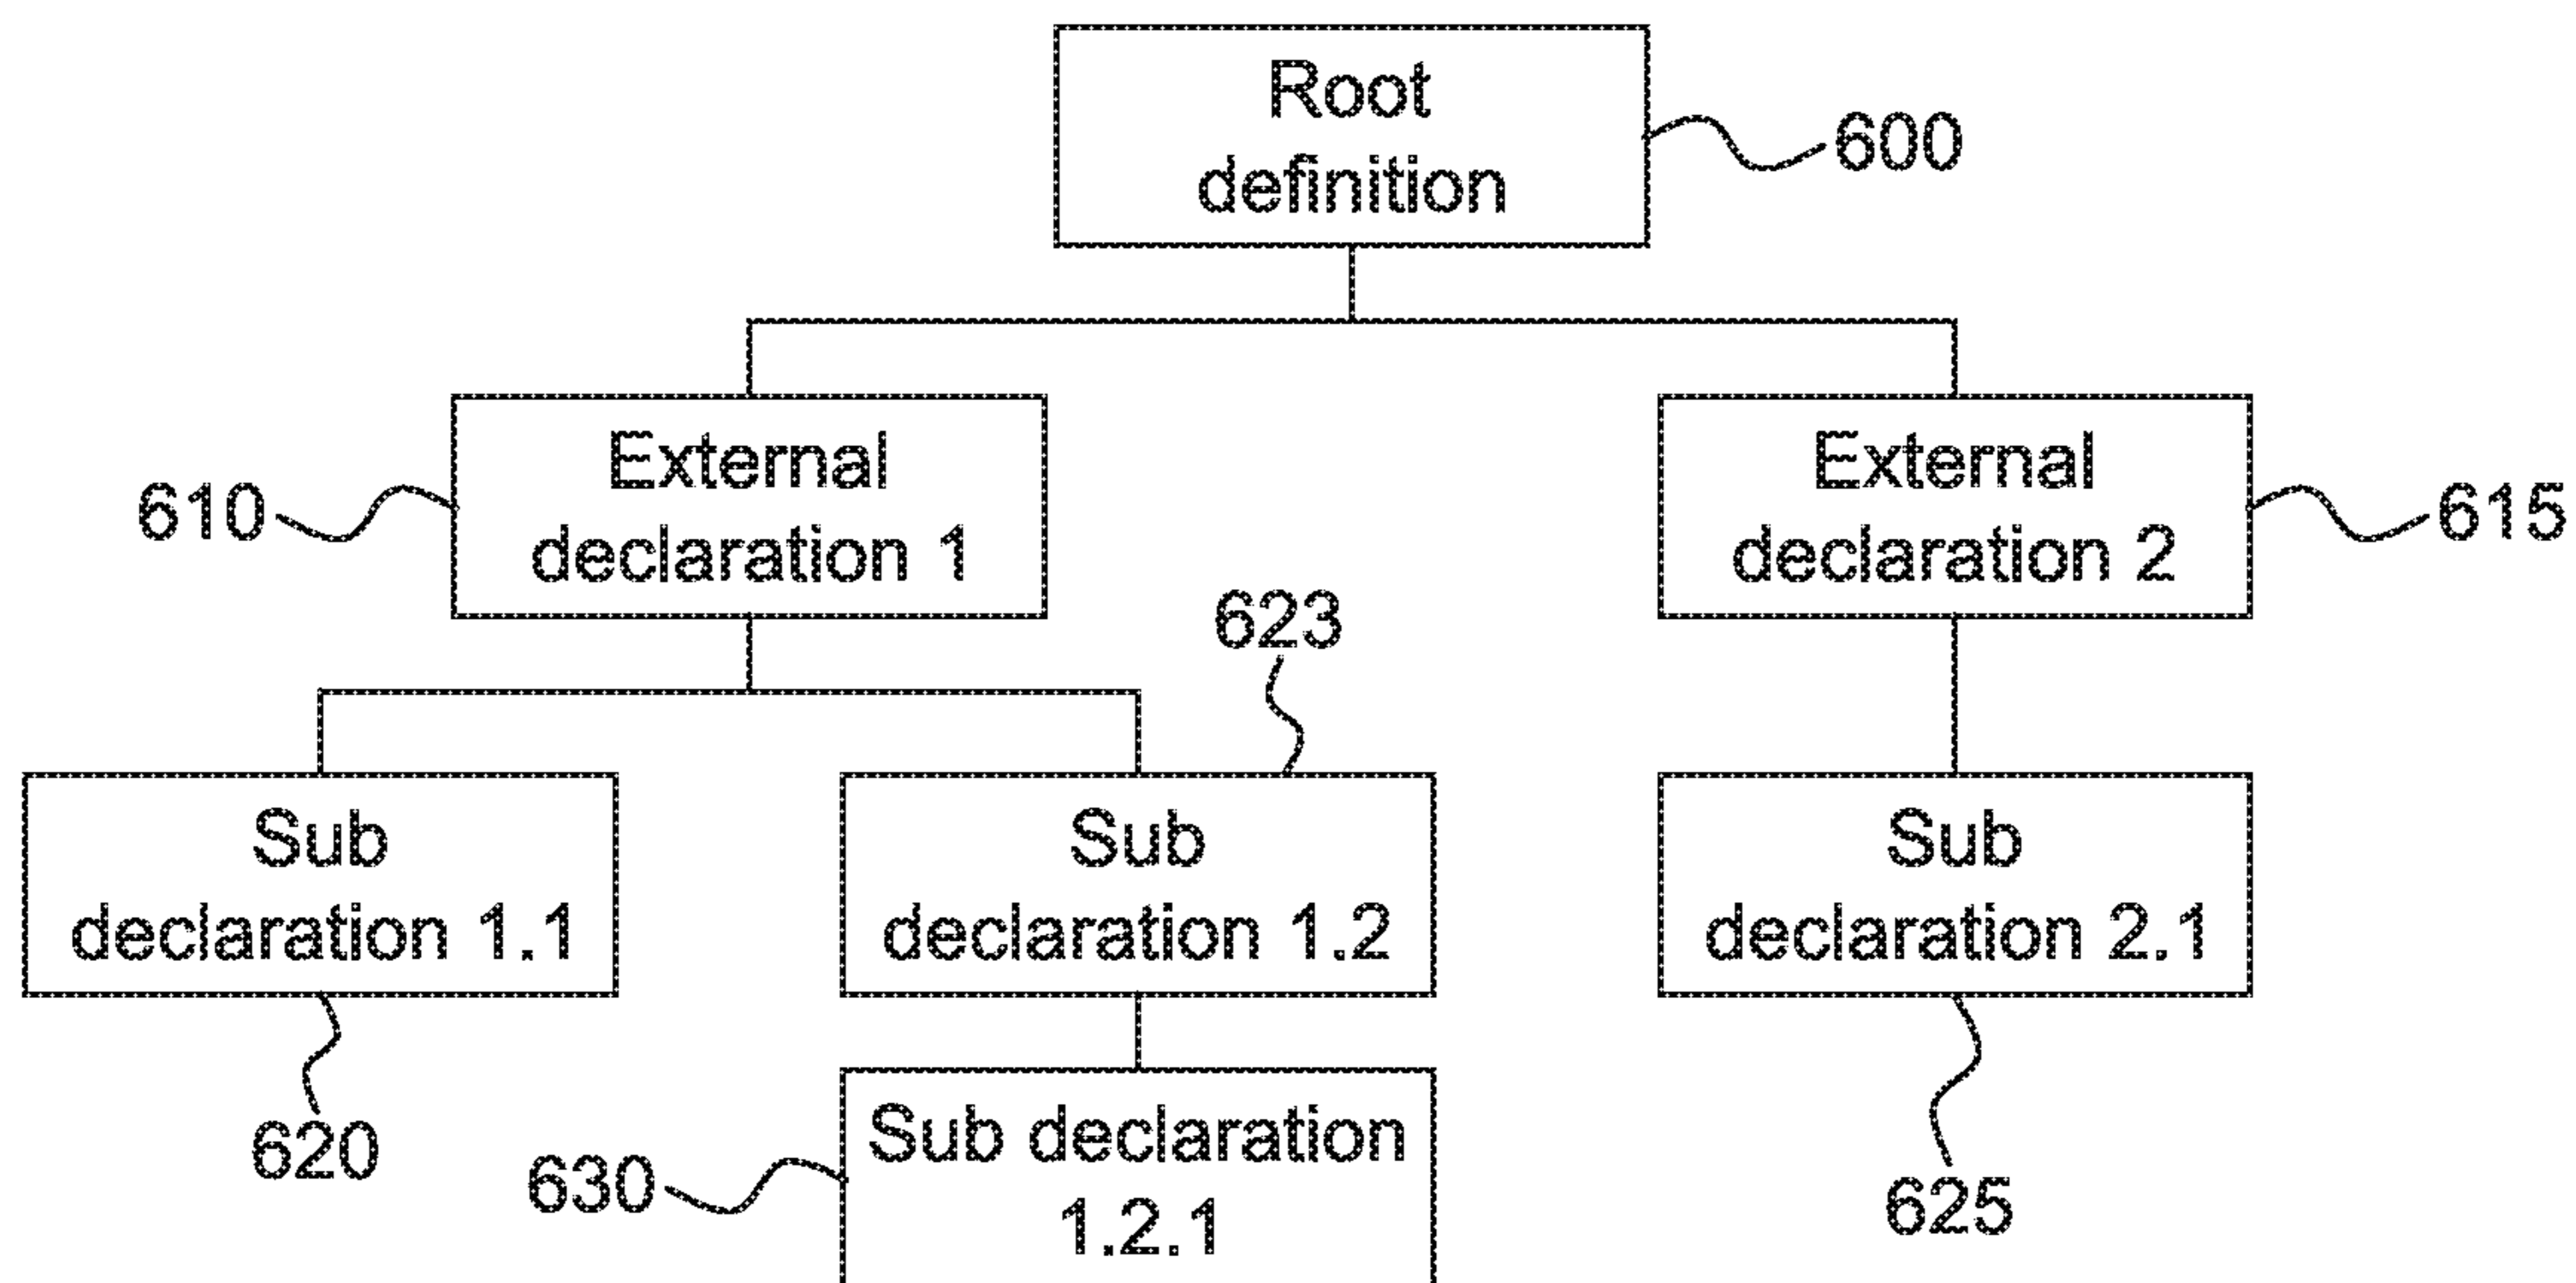 Root
definition
600
External
declaration 1
610
External
declaration 2
615
623
Sub
declaration 1.1
Sub
declaration 1.2
Sub
declaration 2.1
620
630
Sub declaration
1.2.1
625